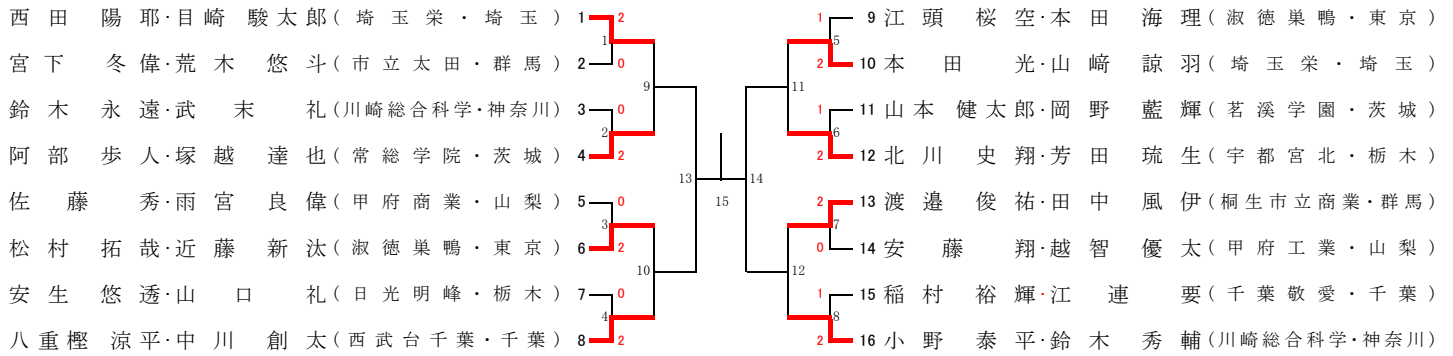 西田 陽耶・目崎駿太郎(埼玉栄・埼玉) 1 2
1
宮下 冬偉・荒木 悠斗(市立太田・群馬) 2 0
9
鈴木 永遠・武末 礼(川崎総合科学・神奈川) 3 0
2
阿部 歩人・塚越 達也(常総学院・茨城) 4 2
13
佐藤 秀・雨宮 良偉(甲府商業・山梨) 5 0
3
松村 拓哉・近藤 新汰(淑徳巣鴨・東京) 6 2
10
安生 悠透・山口 礼(日光明峰・栃木) 7 0
4
八重樫 涼平・中川 創太(西武台千葉・千葉) 8 2
15
1 9 江頭 桜空・本田 海理(淑徳巣鴨・東京)
5
2 10 本田 光・山﨑 諒羽(埼玉栄・埼玉)
11
1 11 山本 健太郎・岡野 藍輝(茗溪学園・茨城)
6
2 12 北川 史翔・芳田 琉生(宇都宮北・栃木)
14
2 13 渡邉 俊祐・田中 風伊(桐生市立商業・群馬)
7
0 14 安藤 翔・越智 優太(甲府工業・山梨)
12
1 15 稲村 裕輝・江連 要(千葉敬愛・千葉)
8
2 16 小野 泰平・鈴木 秀輔(川崎総合科学・神奈川)